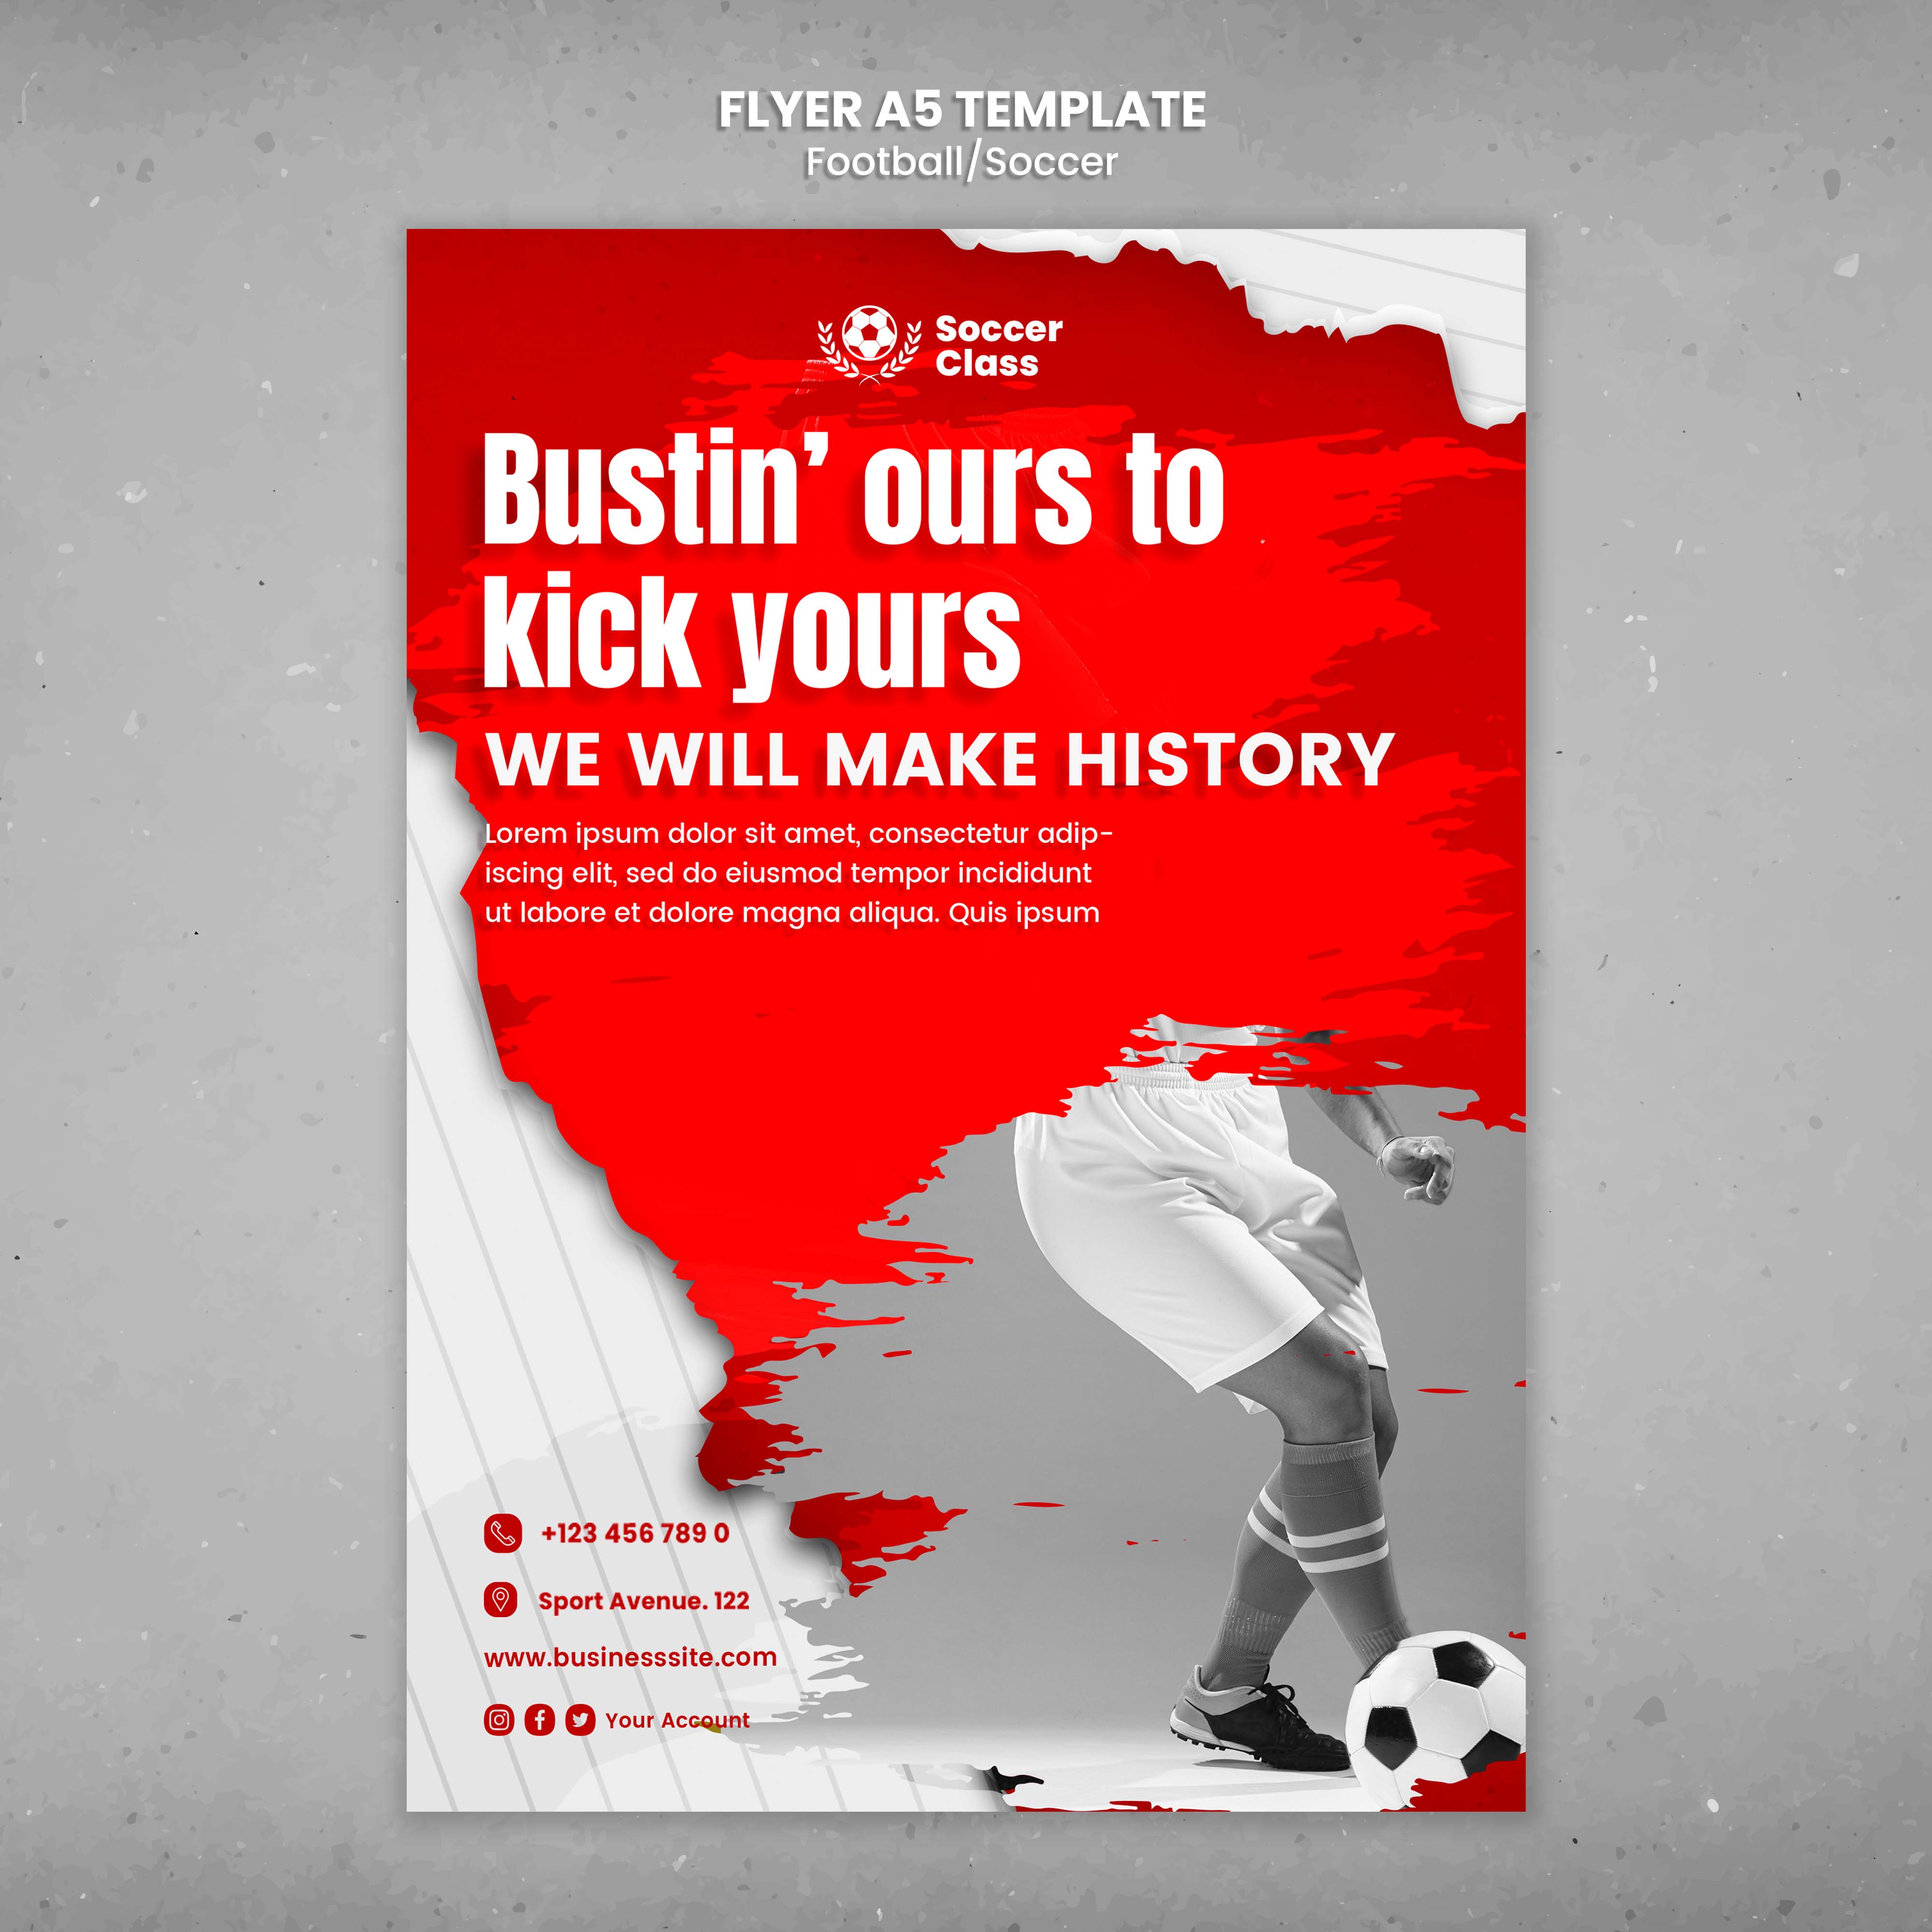 FLYER A5 TEMPLATE
Football/Soccer
Soccer
Class
Bustin’ ours to
kick yours
WE WILL MAKE HISTORY
Lorem ipsum dolor sit amet, consectetur adip-
iscing elit, sed do eiusmod tempor incididunt
ut labore et dolore magna aliqua. Quis ipsum
+123 456 789 0
Sport Avenue. 122
www.businesssite.com
Your Account